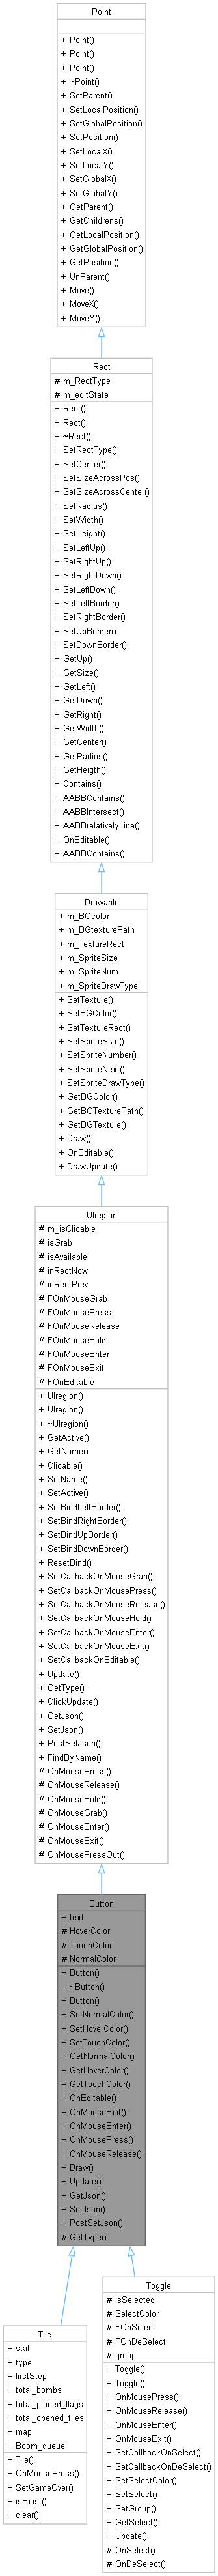 Point
+ Point()
+ Point()
+ Point()
+ ~Point()
+ SetParent()
+ SetLocalPosition()
+ SetGlobalPosition()
+ SetPosition()
+ SetLocalX()
+ SetLocalY()
+ SetGlobalX()
+ SetGlobalY()
+ GetParent()
+ GetChildrens()
+ GetLocalPosition()
+ GetGlobalPosition()
+ GetPosition()
+ UnParent()
+ Move()
+ MoveX()
+ MoveY()
Rect
# m_RectType
# m_editState
+ Rect()
+ Rect()
+ ~Rect()
+ SetRectType()
+ SetCenter()
+ SetSizeAcrossPos()
+ SetSizeAcrossCenter()
+ SetRadius()
+ SetWidth()
+ SetHeight()
+ SetLeftUp()
+ SetRightUp()
+ SetRightDown()
+ SetLeftDown()
+ SetLeftBorder()
+ SetRightBorder()
+ SetUpBorder()
+ SetDownBorder()
+ GetUp()
+ GetSize()
+ GetLeft()
+ GetDown()
+ GetRight()
+ GetWidth()
+ GetCenter()
+ GetRadius()
+ GetHeigth()
+ Contains()
+ AABBContains()
+ AABBIntersect()
+ AABBrelativelyLine()
+ OnEditable()
+ AABBContains()
Drawable
+ m_BGcolor
+ m_BGtexturePath
+ m_TextureRect
+ m_SpriteSize
+ m_SpriteNum
+ m_SpriteDrawType
+ SetTexture()
+ SetBGColor()
+ SetTextureRect()
+ SetSpriteSize()
+ SetSpriteNumber()
+ SetSpriteNext()
+ SetSpriteDrawType()
+ GetBGColor()
+ GetBGTexturePath()
+ GetBGTexture()
+ Draw()
+ OnEditable()
+ DrawUpdate()
UIregion
# m_isClicable
# isGrab
# isAvailable
# inRectNow
# inRectPrev
# FOnMouseGrab
# FOnMousePress
# FOnMouseRelease
# FOnMouseHold
# FOnMouseEnter
# FOnMouseExit
# FOnEditable
+ UIregion()
+ UIregion()
+ ~UIregion()
+ GetActive()
+ GetName()
+ Clicable()
+ SetName()
+ SetActive()
+ SetBindLeftBorder()
+ SetBindRightBorder()
+ SetBindUpBorder()
+ SetBindDownBorder()
+ ResetBind()
+ SetCallbackOnMouseGrab()
+ SetCallbackOnMousePress()
+ SetCallbackOnMouseRelease()
+ SetCallbackOnMouseHold()
+ SetCallbackOnMouseEnter()
+ SetCallbackOnMouseExit()
+ SetCallbackOnEditable()
+ Update()
+ GetType()
+ ClickUpdate()
+ GetJson()
+ SetJson()
+ PostSetJson()
+ FindByName()
# OnMousePress()
# OnMouseRelease()
# OnMouseHold()
# OnMouseGrab()
# OnMouseEnter()
# OnMouseExit()
# OnMousePressOut()
Button
+ text
# HoverColor
# TouchColor
# NormalColor
+ Button()
+ ~Button()
+ Button()
+ SetNormalColor()
+ SetHoverColor()
+ SetTouchColor()
+ GetNormalColor()
+ GetHoverColor()
+ GetTouchColor()
+ OnEditable()
+ OnMouseExit()
+ OnMouseEnter()
+ OnMousePress()
+ OnMouseRelease()
+ Draw()
+ Update()
+ GetJson()
+ SetJson()
+ PostSetJson()
# GetType()
Tile
+ stat
+ type
+ firstStep
+ total_bombs
+ total_placed_flags
+ total_opened_tiles
+ map
+ Boom_queue
+ Tile()
+ OnMousePress()
+ SetGameOver()
+ isExist()
+ clear()
Toggle
# isSelected
# SelectColor
# FOnSelect
# FOnDeSelect
# group
+ Toggle()
+ Toggle()
+ OnMousePress()
+ OnMouseRelease()
+ OnMouseEnter()
+ OnMouseExit()
+ SetCallbackOnSelect()
+ SetCallbackOnDeSelect()
+ SetSelectColor()
+ SetSelect()
+ SetGroup()
+ GetSelect()
+ Update()
# OnSelect()
# OnDeSelect()